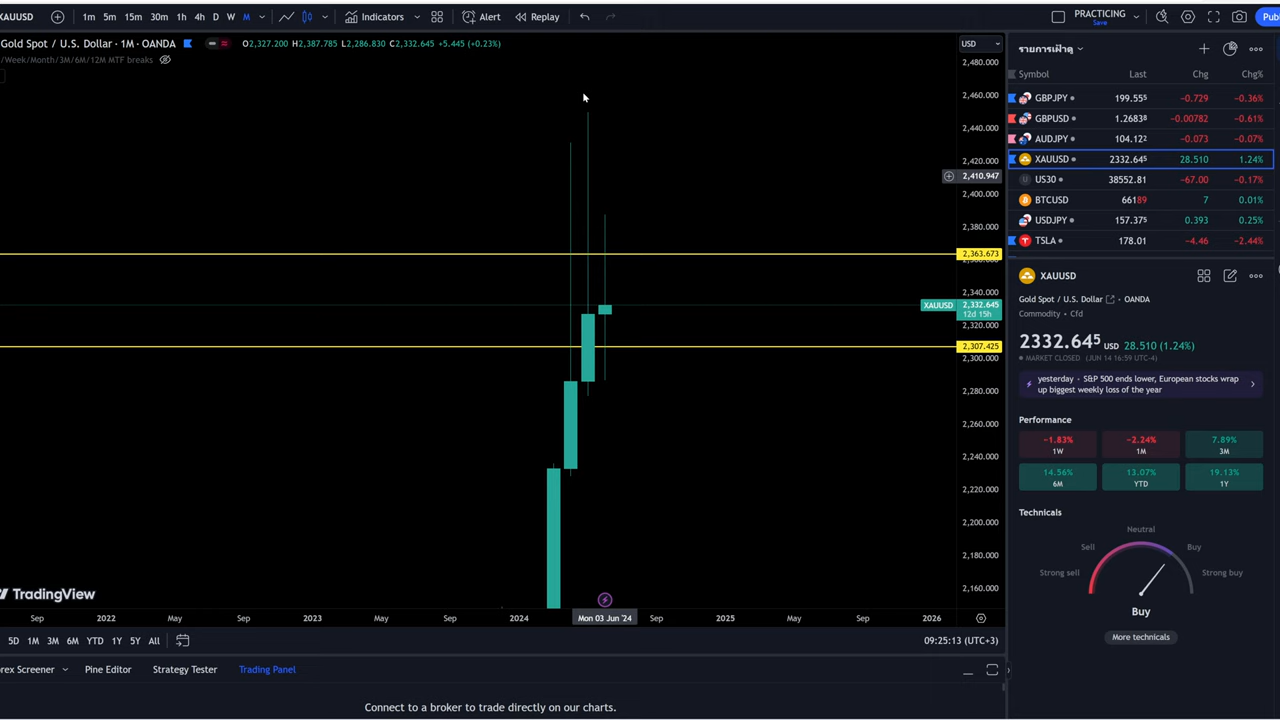 XAUUSD 1m 5m 15m 30m 1h 4h D W M Indicators Alert Replay PRACTICING Save Pub
Gold Spot / U.S. Dollar · 1M · OANDA O2,327.200 H2,387.785 L2,286.830 C2,332.645 +5,445 (+0.23%) USD
/Week/Month/3M/6M/12M MTF breaks
2,480.000
2,460.000
2,440.000
2,420.000
2,410.947
2,400.000
2,380.000
2,363.673
2,340.000
XAUUSD 2,332.645
12d 15h
2,320.000
2,307.425
2,300.000
2,280.000
2,260.000
2,240.000
2,220.000
2,200.000
2,180.000
2,160.000
TradingView
Sep 2022 May Sep 2023 May Sep 2024 Mon 03 Jun '24 Sep 2025 May Sep 2026
5D 1M 3M 6M YTD 1Y 5Y All 09:25:13 (UTC+3)
orex Screener Pine Editor Strategy Tester Trading Panel
Connect to a broker to trade directly on our charts.
รายการเฝ้าดู
Symbol Last Chg Chg%
GBPJPY 199.555 −0.729 −0.36%
GBPUSD 1.26838 −0.00782 −0.61%
AUDJPY 104.122 −0.073 −0.07%
XAUUSD 2332.645 28.510 1.24%
US30 38552.81 −67.00 −0.17%
BTCUSD 66189 7 0.01%
USDJPY 157.375 0.393 0.25%
TSLA 178.01 −4.46 −2.44%
XAUUSD
Gold Spot / U.S. Dollar · OANDA
Commodity · Cfd
2332.645 USD 28.510 (1.24%)
MARKET CLOSED (JUN 14 16:59 UTC-4)
yesterday · S&P 500 ends lower, European stocks wrap
up biggest weekly loss of the year
Performance
−1.83% −2.24% 7.89%
1W 1M 3M
14.56% 13.07% 19.13%
6M YTD 1Y
Technicals
Neutral
Sell Buy
Strong sell Strong buy
Buy
More technicals